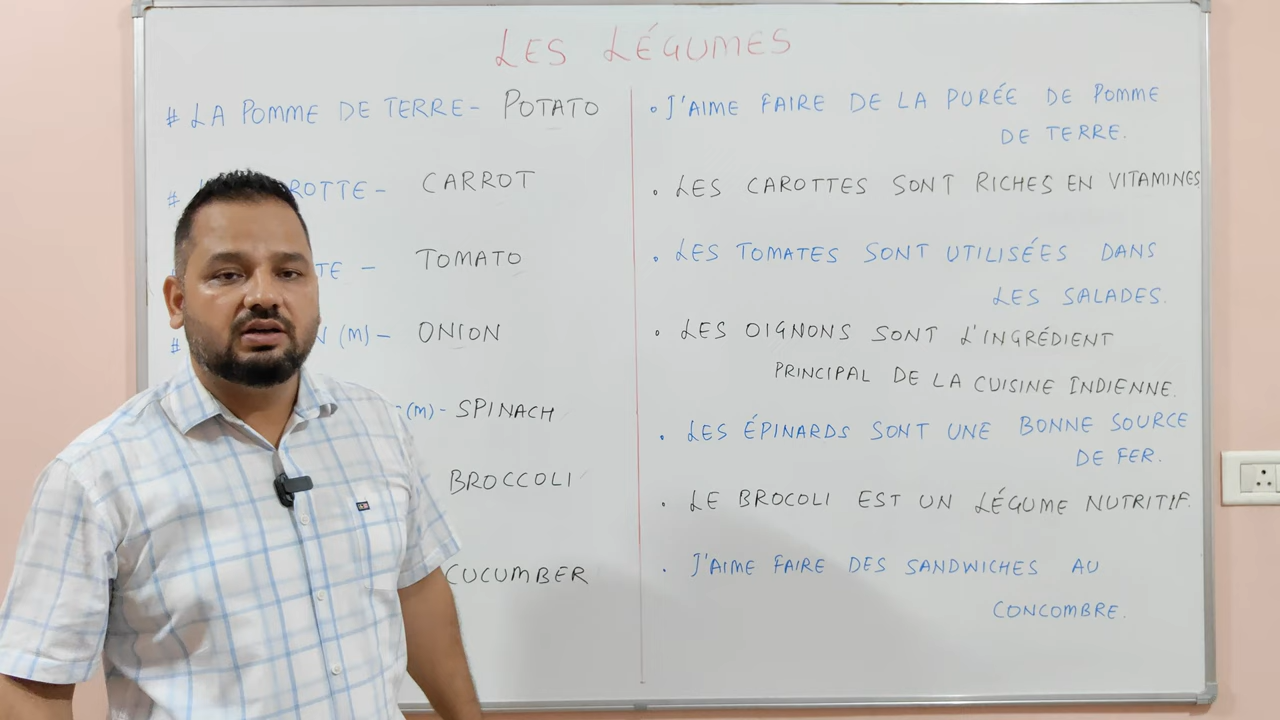 LES LÉGUMES
# LA POMME DE TERRE - POTATO
# ROTTE - CARROT
TE - TOMATO
# N (M) - ONION
(M) - SPINACH
BROCCOLI
CUCUMBER
• J'AIME FAIRE DE LA PURÉE DE POMME
DE TERRE.
• LES CAROTTES SONT RICHES EN VITAMINES
• LES TOMATES SONT UTILISÉES DANS
LES SALADES.
• LES OIGNONS SONT L'INGRÉDIENT
PRINCIPAL DE LA CUISINE INDIENNE.
• LES ÉPINARDS SONT UNE BONNE SOURCE
DE FER.
• LE BROCOLI EST UN LÉGUME NUTRITIF.
• J'AIME FAIRE DES SANDWICHES AU
CONCOMBRE.